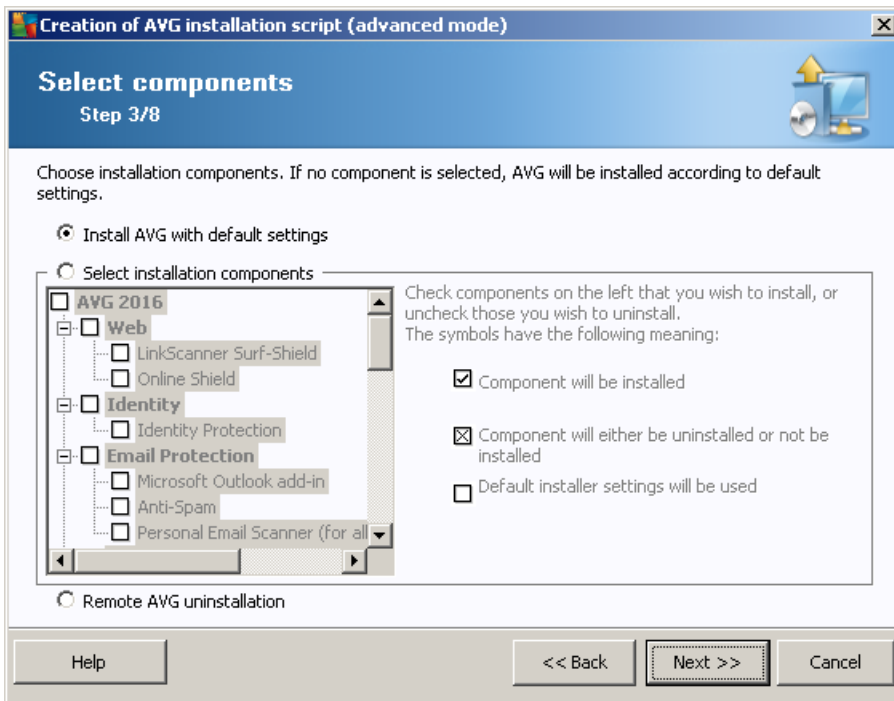 Creation of AVG installation script (advanced mode)
Select components
Step 3/8
Choose installation components. If no component is selected, AVG will be installed according to default
settings.
Install AVG with default settings
Select installation components
AVG 2016
Web
LinkScanner Surf-Shield
Online Shield
Identity
Identity Protection
Email Protection
Microsoft Outlook add-in
Anti-Spam
Personal Email Scanner (for all
Check components on the left that you wish to install, or
uncheck those you wish to uninstall.
The symbols have the following meaning:
Component will be installed
Component will either be uninstalled or not be
installed
Default installer settings will be used
Remote AVG uninstallation
Help
<< Back
Next >>
Cancel